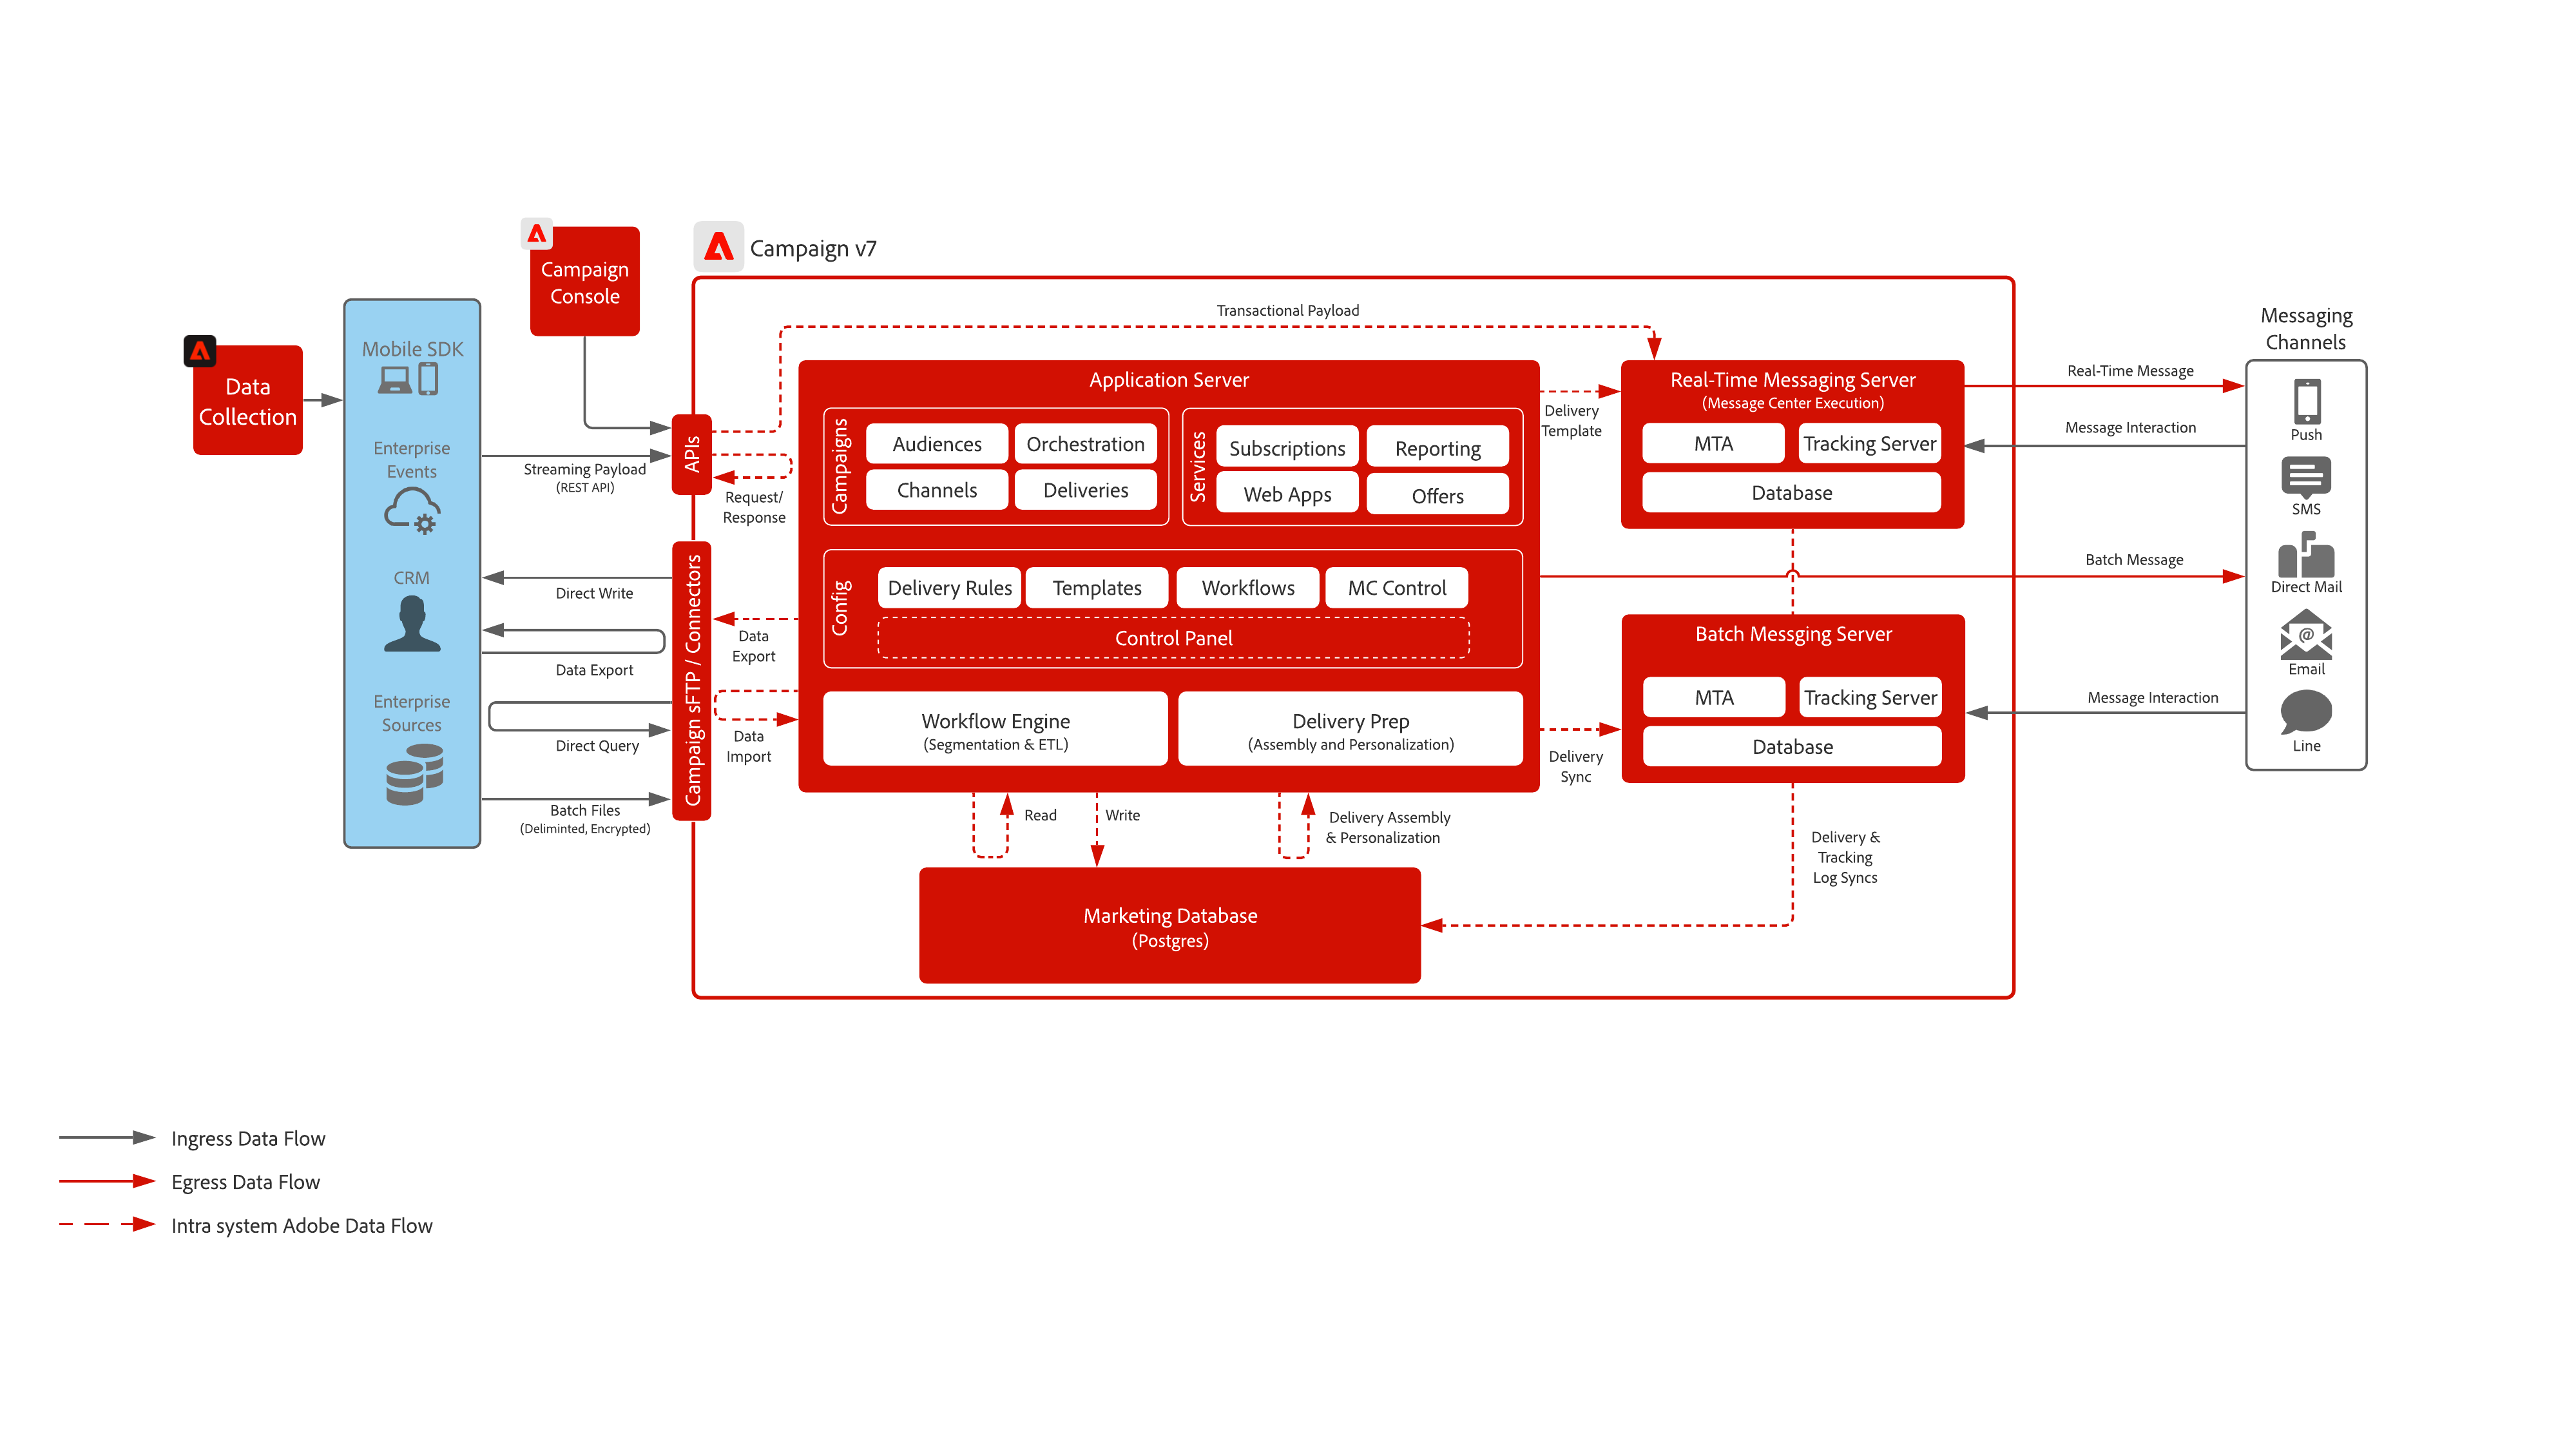 Campaign
Console
Campaign v7
Data
Collection
Mobile SDK
Enterprise
Events
CRM
Enterprise
Sources
Streaming Payload
(REST API)
Direct Write
Data Export
Direct Query
Batch Files
(Deliminted, Encrypted)
APIs
Campaign sFTP / Connectors
Transactional Payload
Request/
Response
Data
Export
Data
Import
Application Server
Campaigns
Audiences
Orchestration
Channels
Deliveries
Services
Subscriptions
Reporting
Web Apps
Offers
Config
Delivery Rules
Templates
Workflows
MC Control
Control Panel
Workflow Engine
(Segmentation & ETL)
Delivery Prep
(Assembly and Personalization)
Read
Write
Delivery Assembly
& Personalization
Marketing Database
(Postgres)
Delivery
Template
Delivery
Sync
Real-Time Messaging Server
(Message Center Execution)
MTA
Tracking Server
Database
Batch Messging Server
MTA
Tracking Server
Database
Delivery &
Tracking
Log Syncs
Real-Time Message
Message Interaction
Batch Message
Message Interaction
Messaging
Channels
Push
SMS
Direct Mail
@
Email
Line
Ingress Data Flow
Egress Data Flow
Intra system Adobe Data Flow